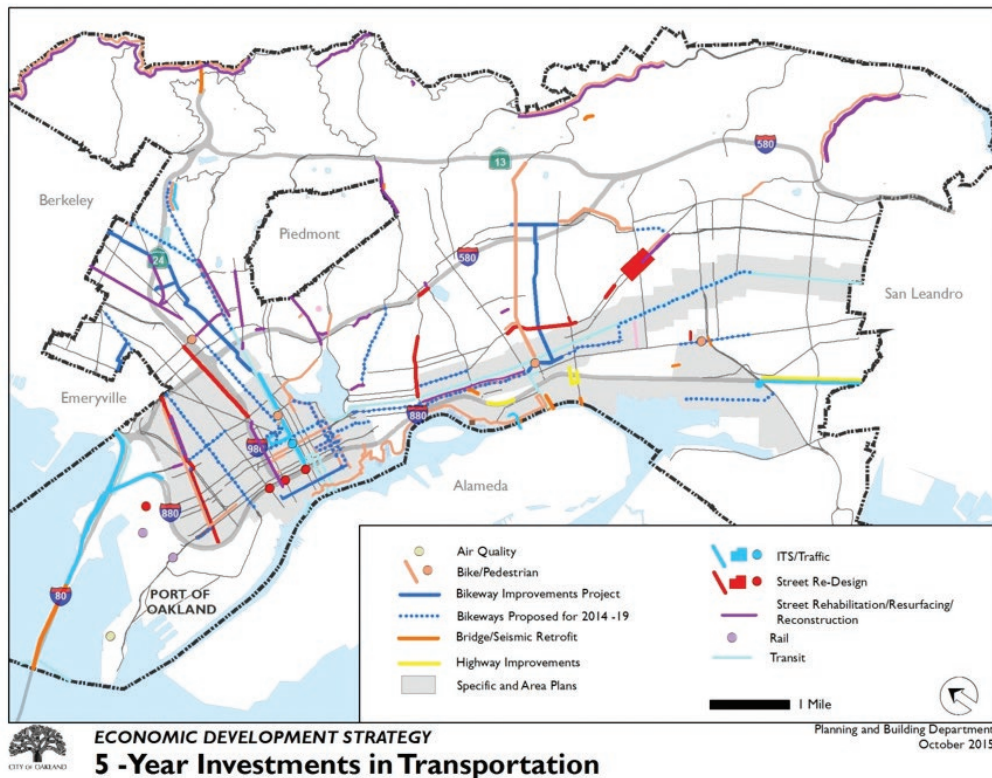 13
580
Berkeley
Piedmont
24
580
San Leandro
Emeryville
880
980
Alameda
880
80
PORT OF
OAKLAND
Air Quality
Bike/Pedestrian
Bikeway Improvements Project
Bikeways Proposed for 2014 -19
Bridge/Seismic Retrofit
Highway Improvements
Specific and Area Plans
ITS/Traffic
Street Re-Design
Street Rehabilitation/Resurfacing/
Reconstruction
Rail
Transit
1 Mile
CITY OF OAKLAND
ECONOMIC DEVELOPMENT STRATEGY
5 -Year Investments in Transportation
Planning and Building Department
October 2015